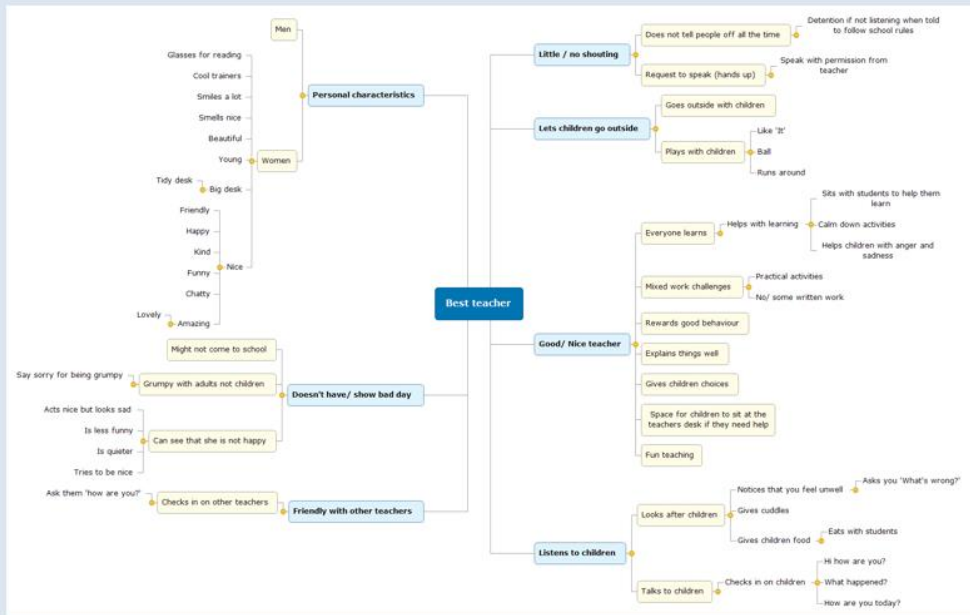 Best teacher
Personal characteristics
Men
Women
Glasses for reading
Cool trainers
Smiles a lot
Smells nice
Beautiful
Young
Big desk
Tidy desk
Nice
Friendly
Happy
Kind
Funny
Chatty
Amazing
Lovely
Doesn't have/ show bad day
Might not come to school
Grumpy with adults not children
Say sorry for being grumpy
Can see that she is not happy
Acts nice but looks sad
Is less funny
Is quieter
Tries to be nice
Friendly with other teachers
Checks in on other teachers
Ask them 'how are you?'
Little / no shouting
Does not tell people off all the time
Detention if not listening when told
to follow school rules
Request to speak (hands up)
Speak with permission from
teacher
Lets children go outside
Goes outside with children
Plays with children
Like 'It'
Ball
Runs around
Good/ Nice teacher
Everyone learns
Helps with learning
Sits with students to help them
learn
Calm down activities
Helps children with anger and
sadness
Mixed work challenges
Practical activities
No/ some written work
Rewards good behaviour
Explains things well
Gives children choices
Space for children to sit at the
teachers desk if they need help
Fun teaching
Listens to children
Looks after children
Notices that you feel unwell
Asks you 'What's wrong?'
Gives cuddles
Gives children food
Eats with students
Talks to children
Checks in on children
Hi how are you?
What happened?
How are you today?